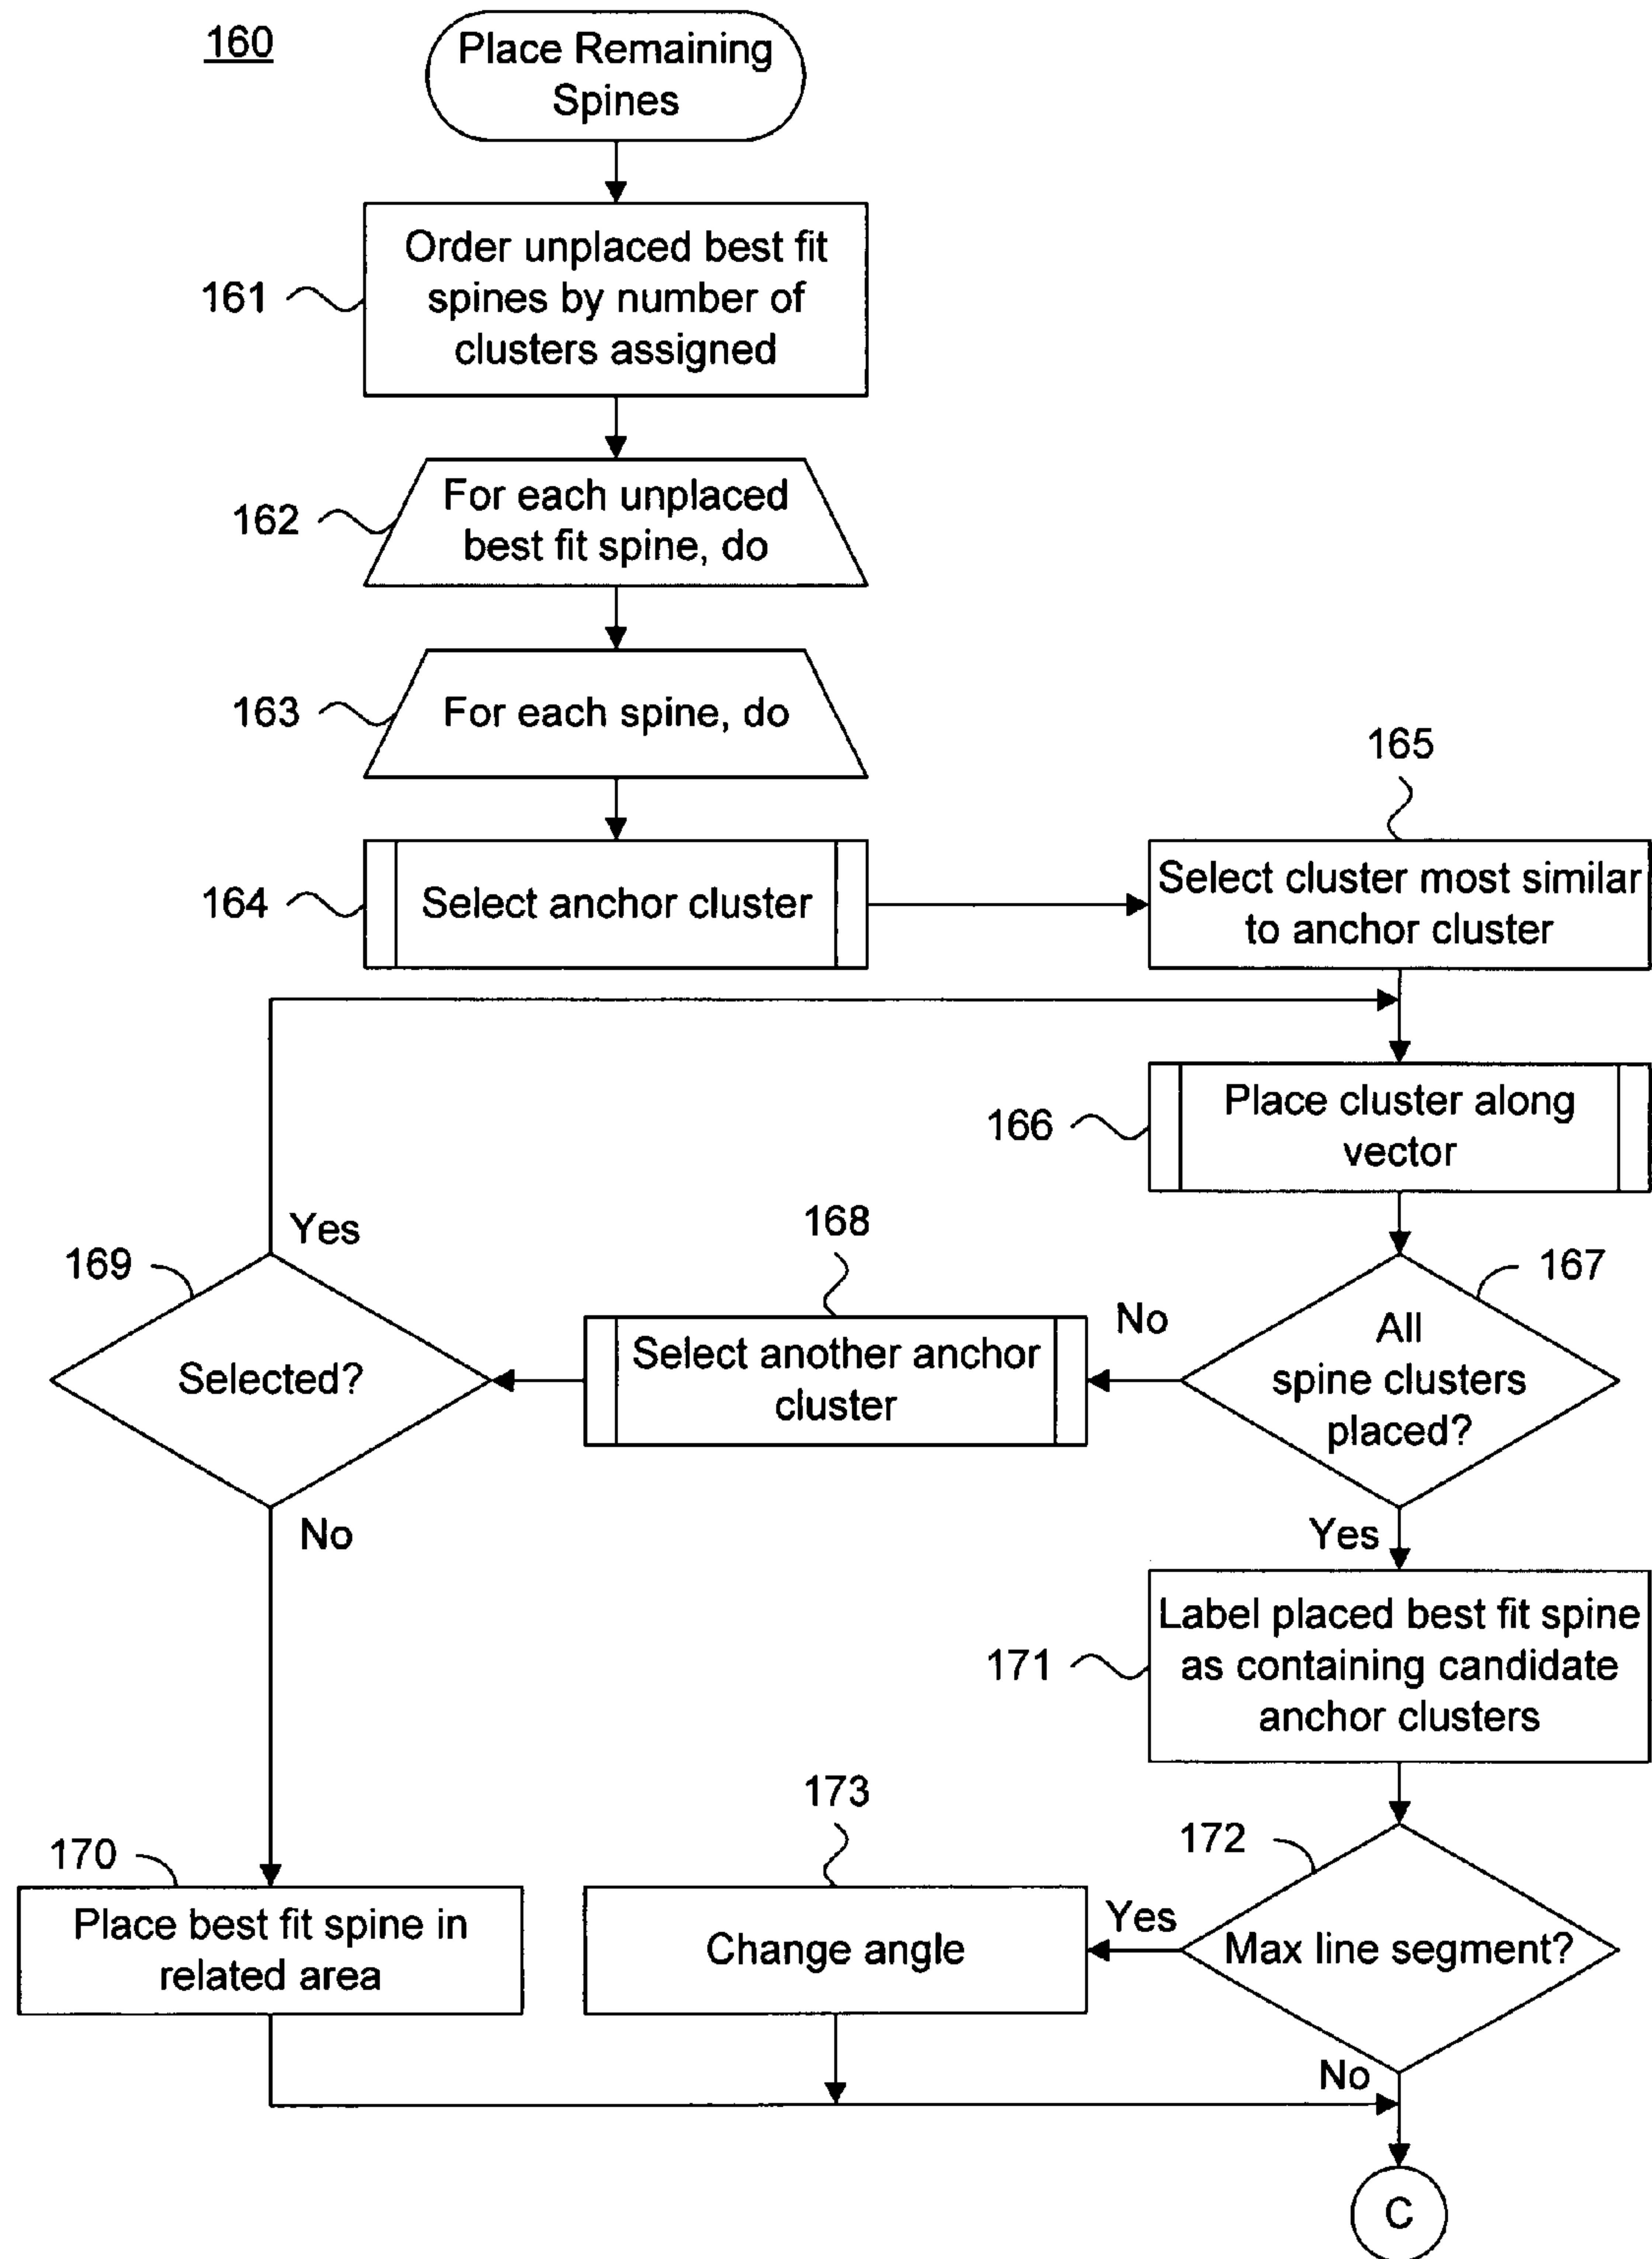 160
Place Remaining
Spines
161
Order unplaced best fit
spines by number of
clusters assigned
162
For each unplaced
best fit spine, do
163
For each spine, do
164
Select anchor cluster
165
Select cluster most similar
to anchor cluster
166
Place cluster along
vector
167
All
spine clusters
placed?
No
168
Select another anchor
cluster
169
Selected?
Yes
No
170
Place best fit spine in
related area
Yes
171
Label placed best fit spine
as containing candidate
anchor clusters
172
Max line segment?
Yes
173
Change angle
No
C